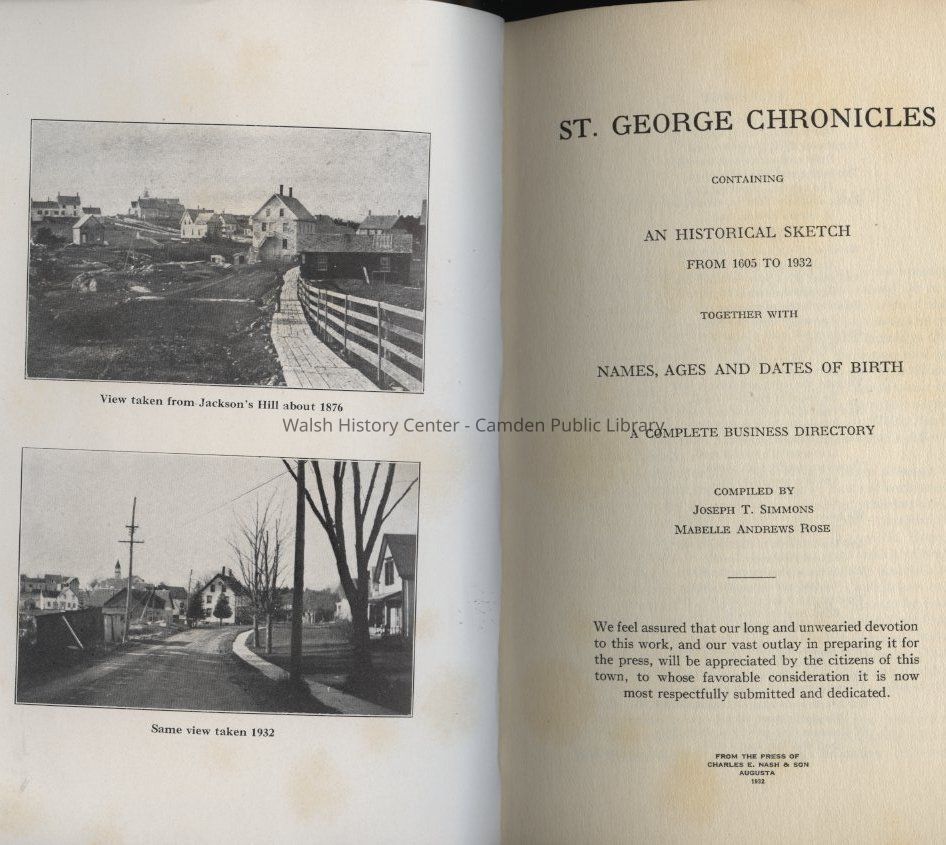 View taken from Jackson's Hill about 1876
Same view taken 1932
Walsh History Center - Camden Public Library
ST. GEORGE CHRONICLES
CONTAINING
AN HISTORICAL SKETCH
FROM 1605 TO 1932
TOGETHER WITH
NAMES, AGES AND DATES OF BIRTH
A COMPLETE BUSINESS DIRECTORY
COMPILED BY
JOSEPH T. SIMMONS
MABELLE ANDREWS ROSE
We feel assured that our long and unwearied devotion
to this work, and our vast outlay in preparing it for
the press, will be appreciated by the citizens of this
town, to whose favorable consideration it is now
most respectfully submitted and dedicated.
FROM THE PRESS OF
CHARLES E. NASH & SON
AUGUSTA
1932